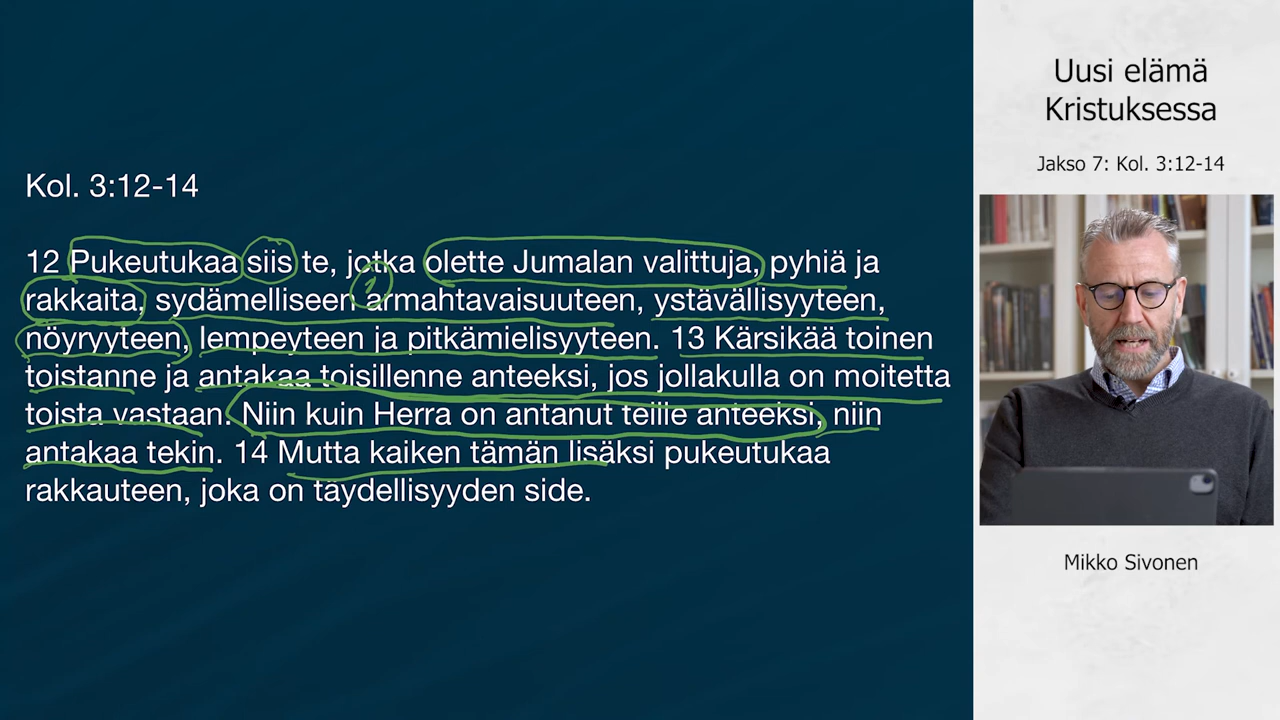 Kol. 3:12-14
12 Pukeutukaa siis te, jotka olette Jumalan valittuja, pyhiä ja
rakkaita, sydämelliseen armahtavaisuuteen, ystävällisyyteen,
nöyryyteen, lempeyteen ja pitkämielisyyteen. 13 Kärsikää toinen
toistanne ja antakaa toisillenne anteeksi, jos jollakulla on moitetta
toista vastaan. Niin kuin Herra on antanut teille anteeksi, niin
antakaa tekin. 14 Mutta kaiken tämän lisäksi pukeutukaa
rakkauteen, joka on täydellisyyden side.
1
Uusi elämä
Kristuksessa
Jakso 7: Kol. 3:12-14
Mikko Sivonen